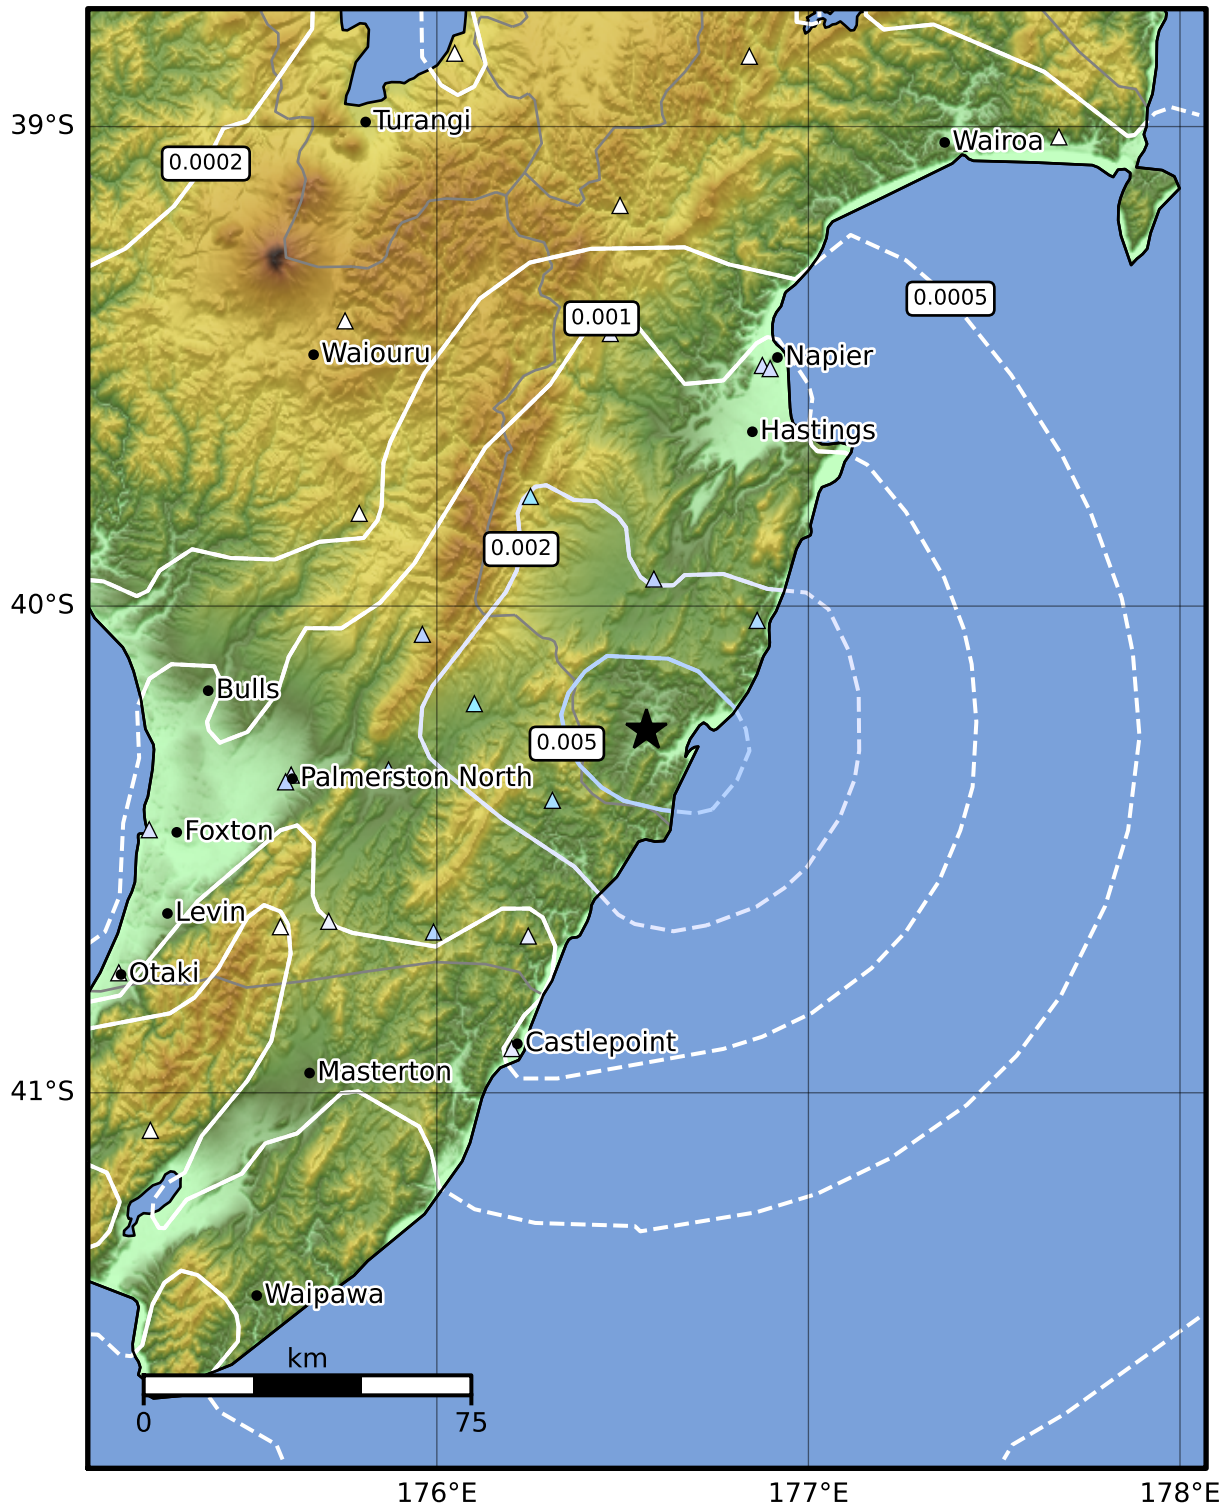 Turangi
39°S
Wairoa
0.0002
0.0005
0.001
Waiouru
Napier
Hastings
0.002
40°S
Bulls
0.005
Palmerston North
Foxton
Levin
Otaki
Castlepoint
Masterton
41°S
Waipawa
km
0
75
176°E
177°E
178°E